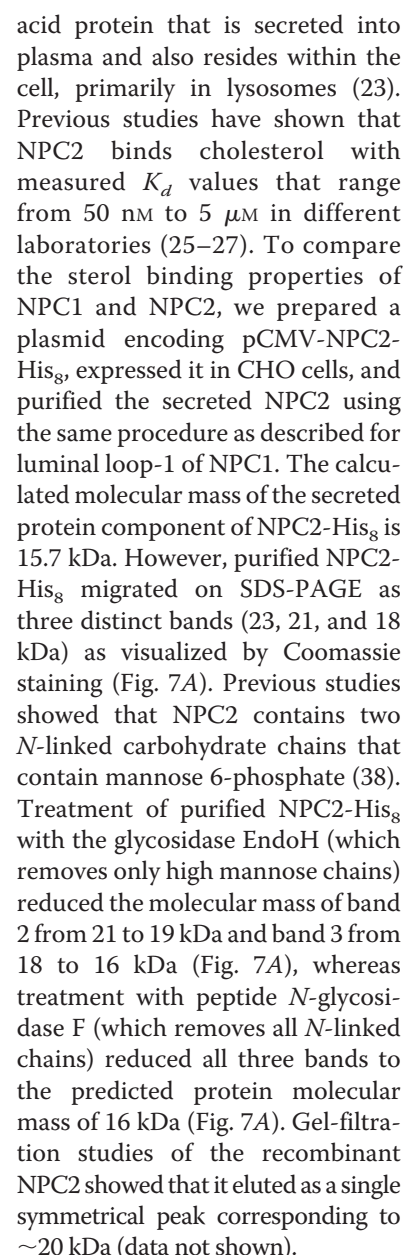 acid protein that is secreted into
plasma and also resides within the
cell, primarily in lysosomes (23).
Previous studies have shown that
NPC2 binds cholesterol with
measured K_d values that range
from 50 nM to 5 μM in different
laboratories (25–27). To compare
the sterol binding properties of
NPC1 and NPC2, we prepared a
plasmid encoding pCMV-NPC2-
His₈, expressed it in CHO cells, and
purified the secreted NPC2 using
the same procedure as described for
luminal loop-1 of NPC1. The calcu-
lated molecular mass of the secreted
protein component of NPC2-His₈ is
15.7 kDa. However, purified NPC2-
His₈ migrated on SDS-PAGE as
three distinct bands (23, 21, and 18
kDa) as visualized by Coomassie
staining (Fig. 7A). Previous studies
showed that NPC2 contains two
N-linked carbohydrate chains that
contain mannose 6-phosphate (38).
Treatment of purified NPC2-His₈
with the glycosidase EndoH (which
removes only high mannose chains)
reduced the molecular mass of band
2 from 21 to 19 kDa and band 3 from
18 to 16 kDa (Fig. 7A), whereas
treatment with peptide N-glycosi-
dase F (which removes all N-linked
chains) reduced all three bands to
the predicted protein molecular
mass of 16 kDa (Fig. 7A). Gel-filtra-
tion studies of the recombinant
NPC2 showed that it eluted as a single
symmetrical peak corresponding to
~20 kDa (data not shown).